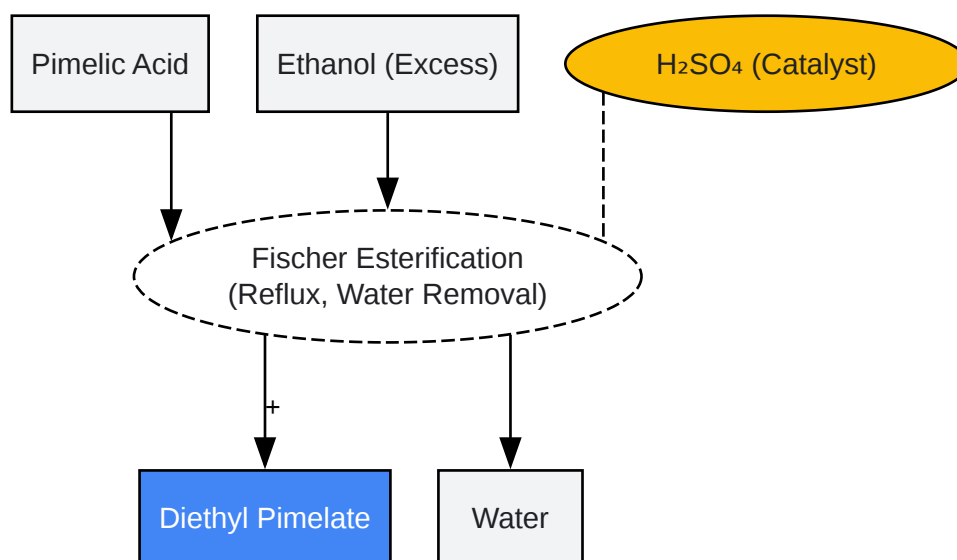 Pimelic Acid
Ethanol (Excess)
H₂SO₄ (Catalyst)
Fischer Esterification
(Reflux, Water Removal)
+
Diethyl Pimelate
Water